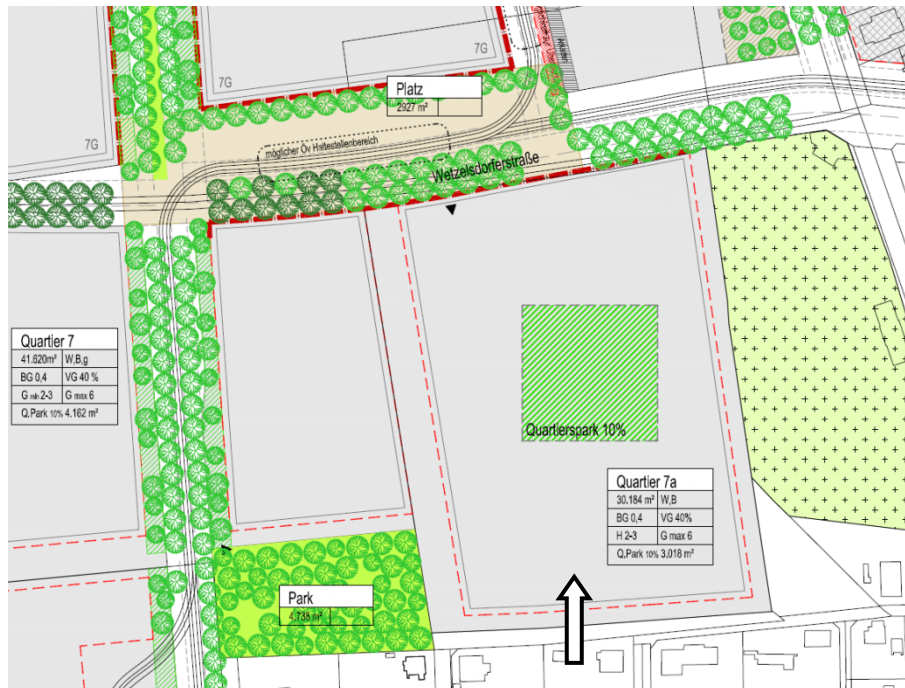 7G
7G
Platz
2927 m²
7G
möglicher Öv Haltestellenbereich
Wetzelsdorferstraße
Quartier 7
41.620m² W,B,g
BG 0,4 VG 40 %
G min 2-3 G max 6
Q.Park 10% 4.162 m²
Quartierspark 10%
Quartier 7a
30.184 m² W,B
BG 0,4 VG 40%
H 2-3 G max 6
Q.Park 10% 3.018 m²
Park
4.738 m²